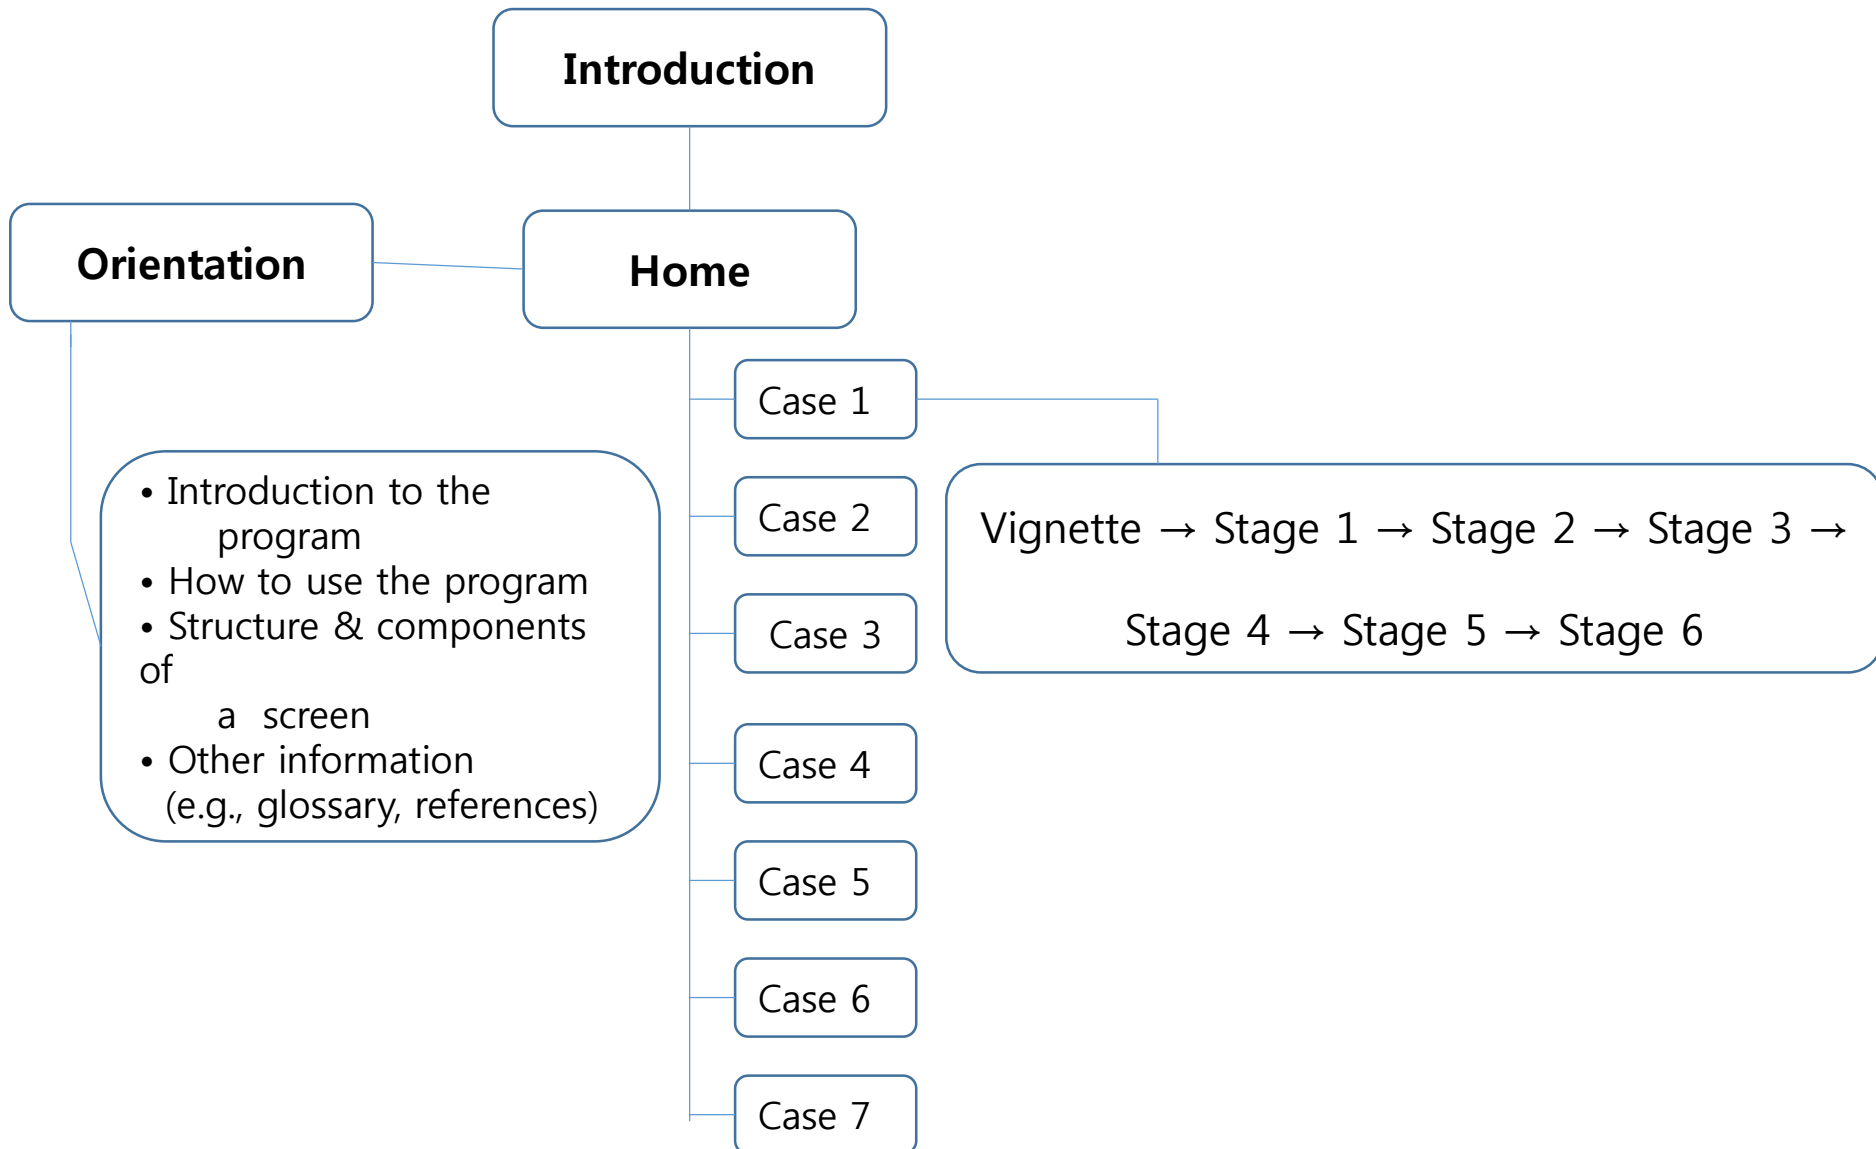 Introduction
Orientation
Home
Case 1
Case 2
Case 3
Case 4
Case 5
Case 6
Case 7
• Introduction to the
program
• How to use the program
• Structure & components
of
a screen
• Other information
(e.g., glossary, references)
Vignette → Stage 1 → Stage 2 → Stage 3 →
Stage 4 → Stage 5 → Stage 6